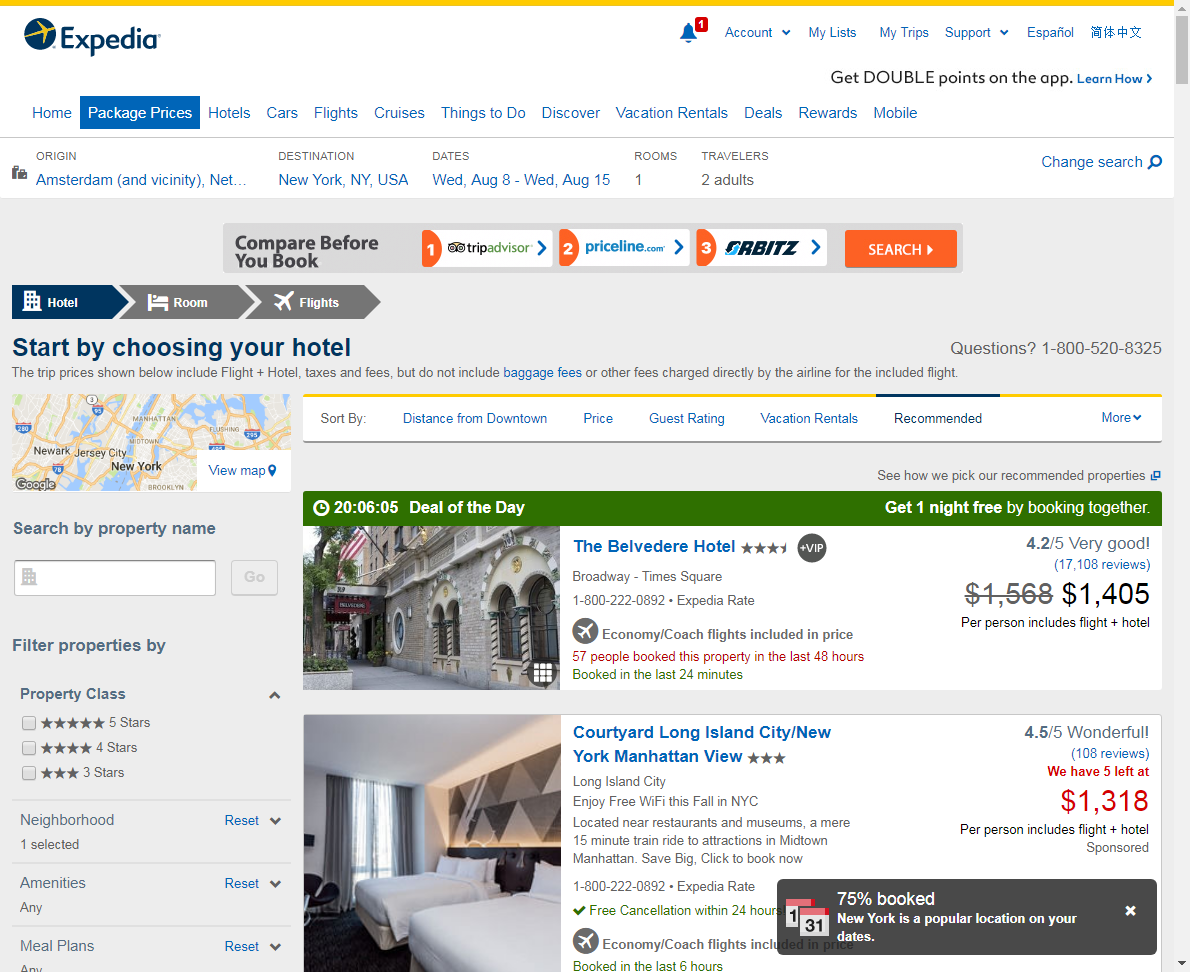 Expedia
1
Account
My Lists
My Trips
Support
Español
简体中文
Get DOUBLE points on the app. Learn How
Home
Package Prices
Hotels
Cars
Flights
Cruises
Things to Do
Discover
Vacation Rentals
Deals
Rewards
Mobile
ORIGIN
Amsterdam (and vicinity), Net...
DESTINATION
New York, NY, USA
DATES
Wed, Aug 8 - Wed, Aug 15
ROOMS
1
TRAVELERS
2 adults
Change search
Compare Before
You Book
1 tripadvisor
2 priceline.com
3 ORBITZ
SEARCH
Hotel
Room
Flights
Start by choosing your hotel
Questions? 1-800-520-8325
The trip prices shown below include Flight + Hotel, taxes and fees, but do not include baggage fees or other fees charged directly by the airline for the included flight.
3
95
MANHATTAN
280
FLUSHING
MIDTOWN
295
495
Newark
Jersey City
78
New York
BROOKLYN
Google
View map
Sort By:
Distance from Downtown
Price
Guest Rating
Vacation Rentals
Recommended
More
See how we pick our recommended properties
Search by property name
Go
Filter properties by
Property Class
5 Stars
4 Stars
3 Stars
Neighborhood
Reset
1 selected
Amenities
Reset
Any
Meal Plans
Reset
Any
20:06:05 Deal of the Day
Get 1 night free by booking together.
BELVEDERE
The Belvedere Hotel
+VIP
Broadway - Times Square
1-800-222-0892 • Expedia Rate
Economy/Coach flights included in price
57 people booked this property in the last 48 hours
Booked in the last 24 minutes
4.2/5 Very good!
(17,108 reviews)
$1,568 $1,405
Per person includes flight + hotel
Courtyard Long Island City/New
York Manhattan View
Long Island City
Enjoy Free WiFi this Fall in NYC
Located near restaurants and museums, a mere
15 minute train ride to attractions in Midtown
Manhattan. Save Big, Click to book now
1-800-222-0892 • Expedia Rate
Free Cancellation within 24 hours
Economy/Coach flights included in price
Booked in the last 6 hours
4.5/5 Wonderful!
(108 reviews)
We have 5 left at
$1,318
Per person includes flight + hotel
Sponsored
1
31
75% booked
New York is a popular location on your
dates.